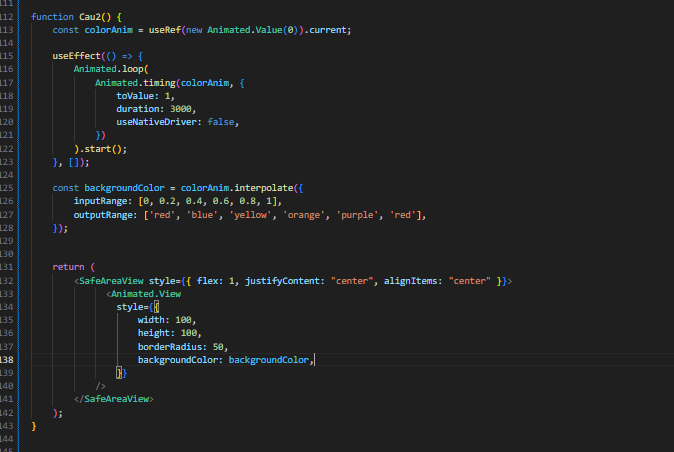 111
112 function Cau2() {
113 const colorAnim = useRef(new Animated.Value(0)).current;
114
115 useEffect(() => {
116 Animated.loop(
117 Animated.timing(colorAnim, {
118 toValue: 1,
119 duration: 3000,
120 useNativeDriver: false,
121 })
122 ).start();
123 }, []);
124
125 const backgroundColor = colorAnim.interpolate({
126 inputRange: [0, 0.2, 0.4, 0.6, 0.8, 1],
127 outputRange: ['red', 'blue', 'yellow', 'orange', 'purple', 'red'],
128 });
129
130
131 return (
132 <SafeAreaView style={{ flex: 1, justifyContent: "center", alignItems: "center" }}>
133 <Animated.View
134 style={{
135 width: 100,
136 height: 100,
137 borderRadius: 50,
138 backgroundColor: backgroundColor,
139 }}
140 />
141 </SafeAreaView>
142 );
143 }
144
145